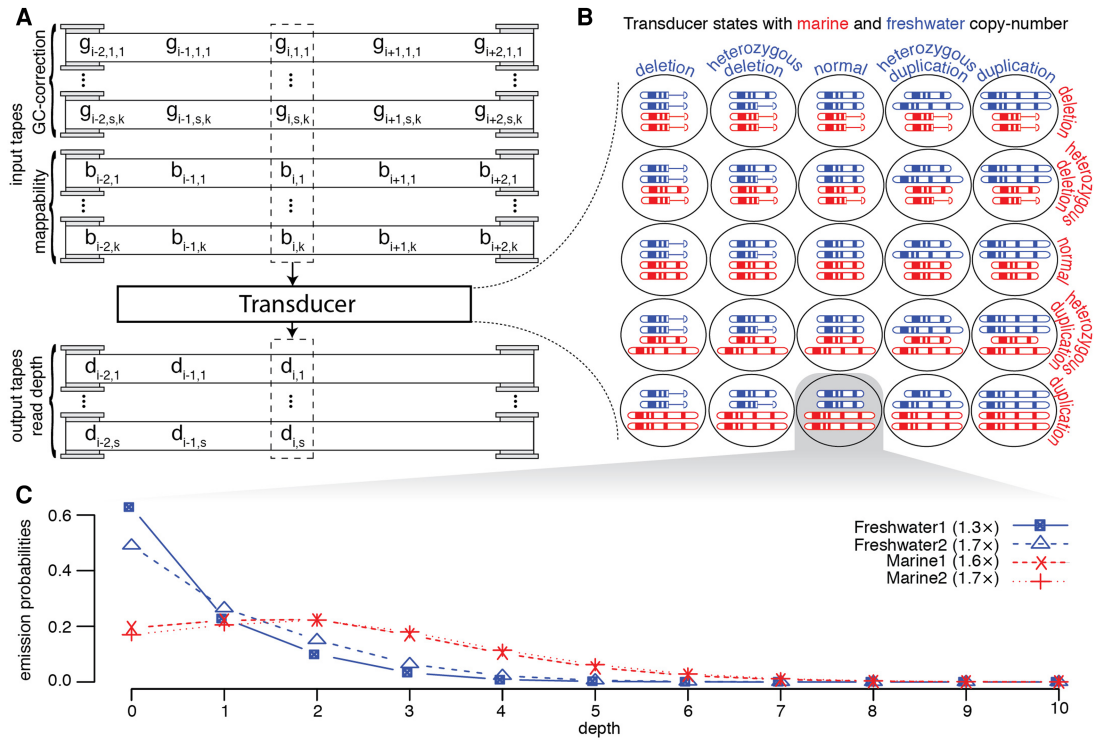 A
input tapes
GC-correction
mappability
g i-2,1,1 g i-1,1,1 g i,1,1 g i+1,1,1 g i+2,1,1
g i-2,s,k g i-1,s,k g i,s,k g i+1,s,k g i+2,s,k
b i-2,1 b i-1,1 b i,1 b i+1,1 b i+2,1
b i-2,k b i-1,k b i,k b i+1,k b i+2,k
Transducer
output tapes
read depth
d i-2,1 d i-1,1 d i,1
d i-2,s d i-1,s d i,s
B
Transducer states with marine and freshwater copy-number
deletion
heterozygous
deletion
normal
heterozygous
duplication
duplication
deletion
heterozygous
deletion
normal
heterozygous
duplication
duplication
C
emission probabilities
0.6
0.4
0.2
0.0
Freshwater1 (1.3×)
Freshwater2 (1.7×)
Marine1 (1.6×)
Marine2 (1.7×)
0 1 2 3 4 5 6 7 8 9 10
depth